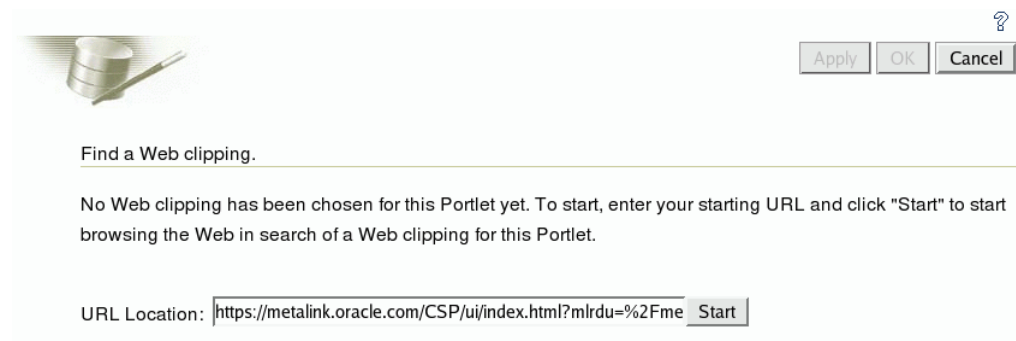 ?
Apply OK Cancel
Find a Web clipping.
No Web clipping has been chosen for this Portlet yet. To start, enter your starting URL and click "Start" to start
browsing the Web in search of a Web clipping for this Portlet.
URL Location: https://metalink.oracle.com/CSP/ui/index.html?mlrdu=%2Fme Start